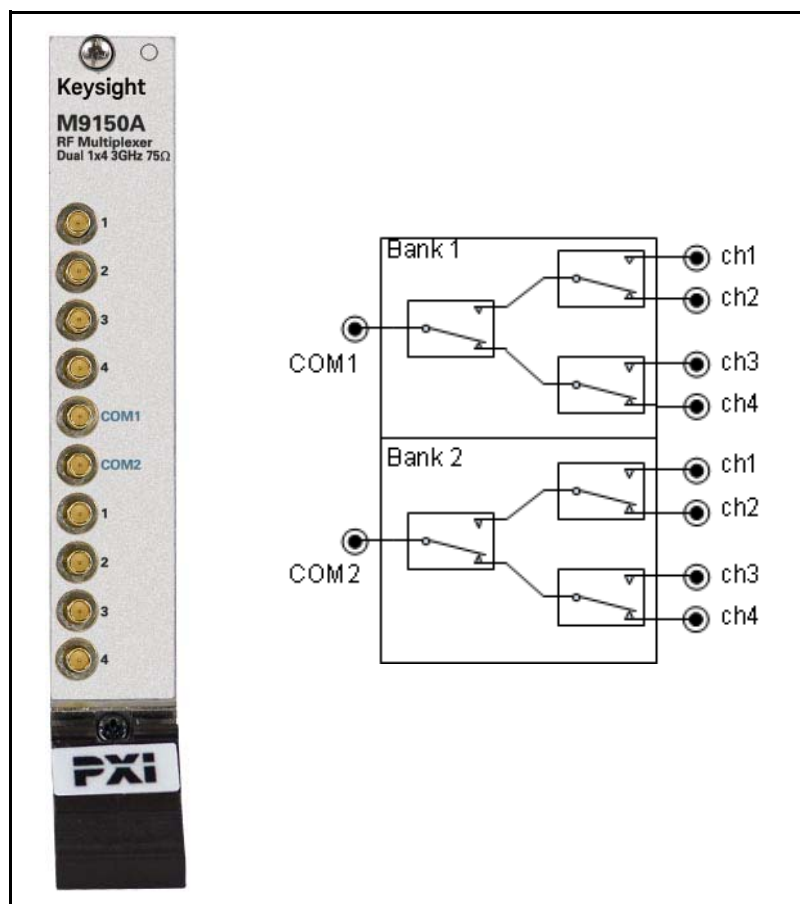 Keysight
M9150A
RF Multiplexer
Dual 1x4 3GHz 75Ω
1
2
3
4
COM1
COM2
1
2
3
4
PXI
Bank 1
COM1
ch1
ch2
ch3
ch4
Bank 2
COM2
ch1
ch2
ch3
ch4